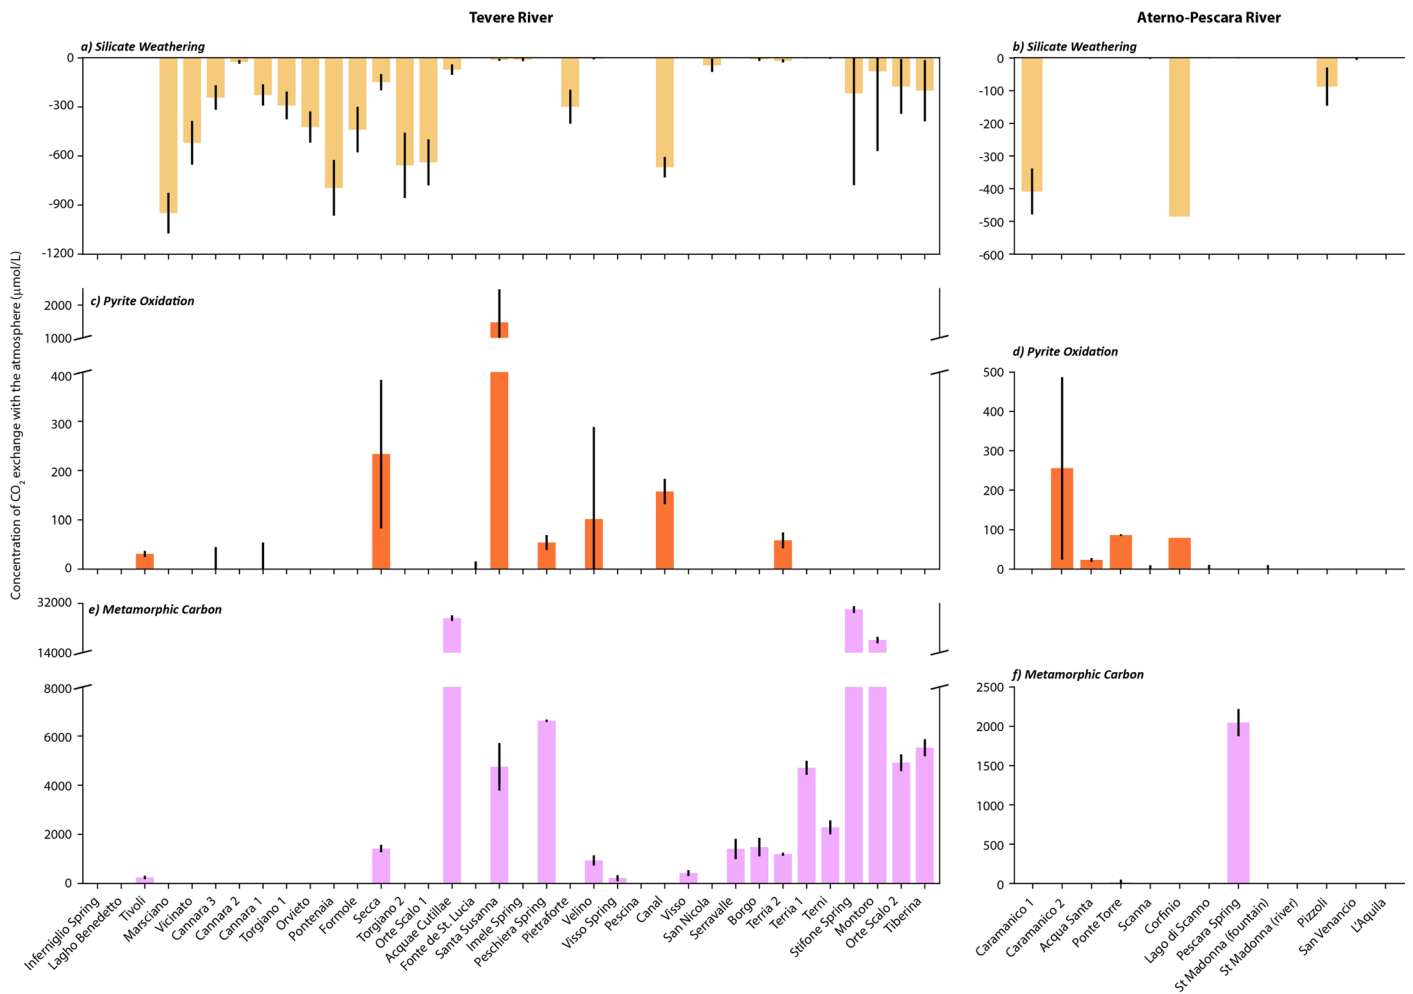 Tevere River
Aterno-Pescara River
a) Silicate Weathering
0
-300
-600
-900
-1200
b) Silicate Weathering
0
-100
-200
-300
-400
-500
-600
Concentration of CO2 exchange with the atmosphere (μmol/L)
c) Pyrite Oxidation
2000
1000
400
300
200
100
0
d) Pyrite Oxidation
500
400
300
200
100
0
e) Metamorphic Carbon
32000
14000
8000
6000
4000
2000
0
f) Metamorphic Carbon
2500
2000
1500
1000
500
0
Inferniglio Spring
Lagho Benedetto
Tivoli
Marsciano
Vicinato
Cannara 3
Cannara 2
Cannara 1
Torgiano 1
Orvieto
Pontenaia
Formole
Secca
Torgiano 2
Orte Scalo 1
Acquae Cutillae
Fonte de St. Lucia
Santa Susanna
Imele Spring
Peschiera Spring
Pietraforte
Velino
Visso Spring
Pescina
Canal
Visso
San Nicola
Serravalle
Borgo
Terria 2
Terria 1
Terni
Stifone Spring
Montoro
Orte Scalo 2
Tiberina
Caramanico 1
Caramanico 2
Acqua Santa
Ponte Torre
Scanna
Corfinio
Lago di Scanno
Pescara Spring
St Madonna (fountain)
St Madonna (river)
Pizzoli
San Venancio
L'Aquila